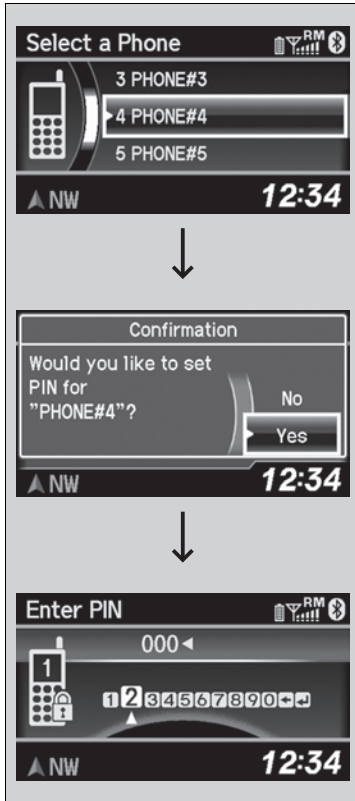 Select a Phone
RM
3 PHONE#3
4 PHONE#4
5 PHONE#5
NW 12:34
Confirmation
Would you like to set
PIN for
"PHONE#4"?
No
Yes
NW 12:34
Enter PIN
RM
000
1
1234567890
NW 12:34